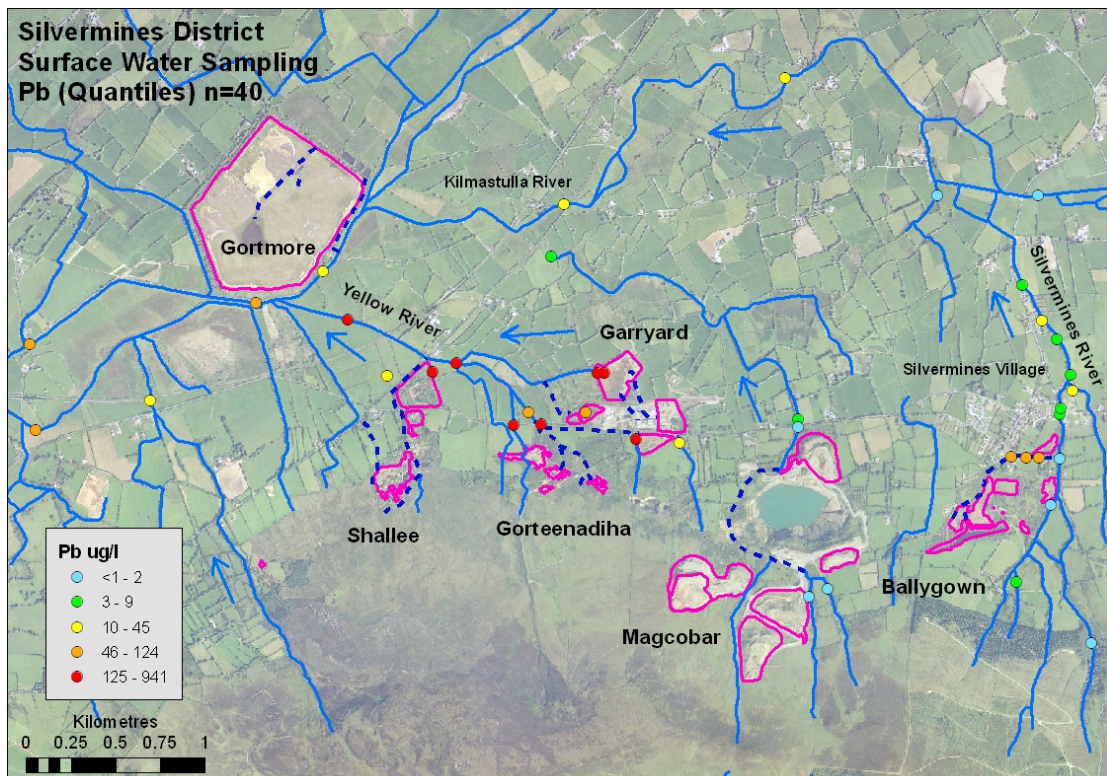 Silvermines District
Surface Water Sampling
Pb (Quantiles) n=40
Kilmastulla River
Gortmore
Yellow River
Garryard
Silvermines River
Silvermines Village
Shallee
Gorteenadiha
Ballygown
Magcobar
Pb ug/l
<1 - 2
3 - 9
10 - 45
46 - 124
125 - 941
Kilometres
0 0.25 0.5 0.75 1